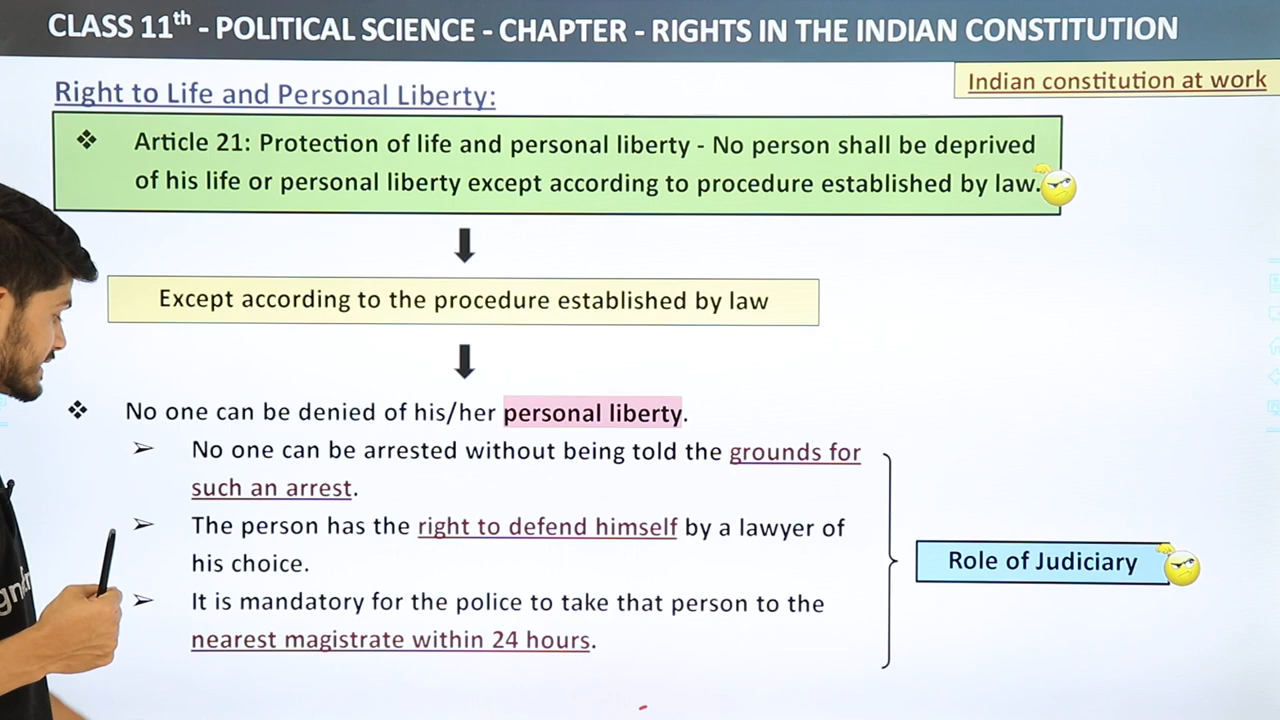 CLASS 11th - POLITICAL SCIENCE - CHAPTER - RIGHTS IN THE INDIAN CONSTITUTION
Indian constitution at work
Right to Life and Personal Liberty:
❖ Article 21: Protection of life and personal liberty - No person shall be deprived
of his life or personal liberty except according to procedure established by law.
Except according to the procedure established by law
❖ No one can be denied of his/her personal liberty.
➢ No one can be arrested without being told the grounds for
such an arrest.
➢ The person has the right to defend himself by a lawyer of
his choice.
➢ It is mandatory for the police to take that person to the
nearest magistrate within 24 hours.
Role of Judiciary